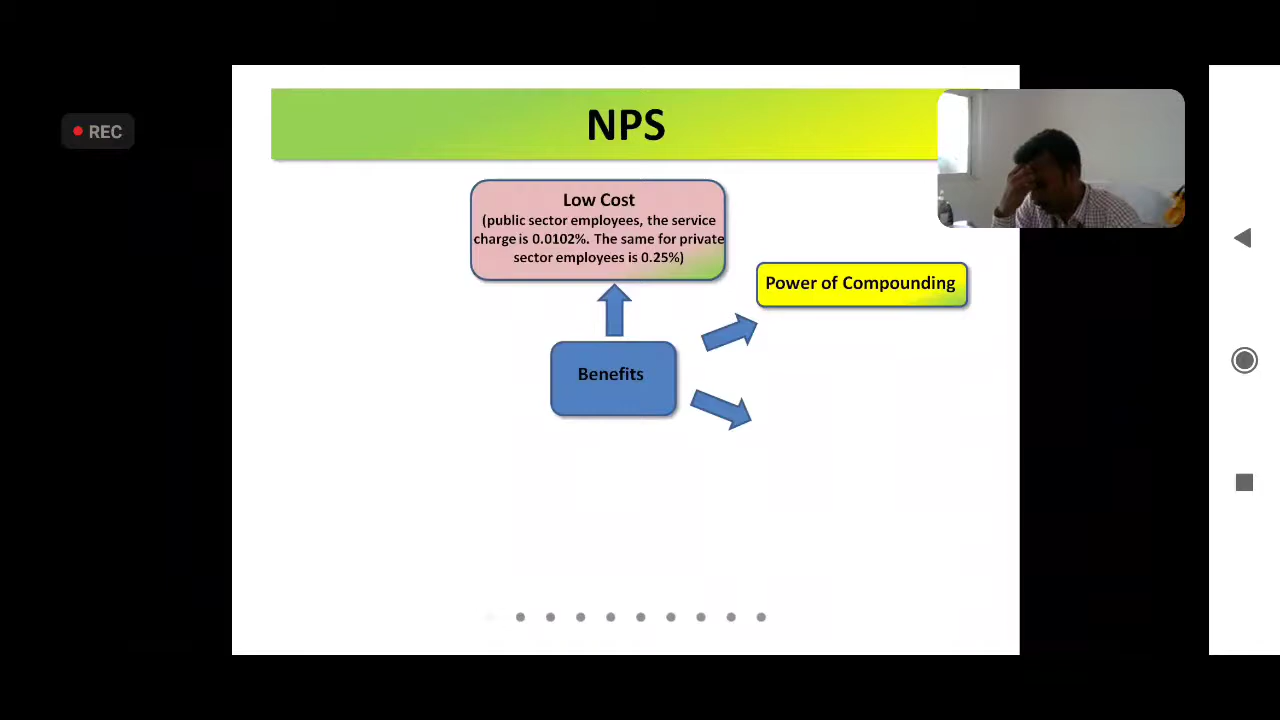 REC
NPS
Low Cost
(public sector employees, the service
charge is 0.0102%. The same for private
sector employees is 0.25%)
Power of Compounding
Benefits